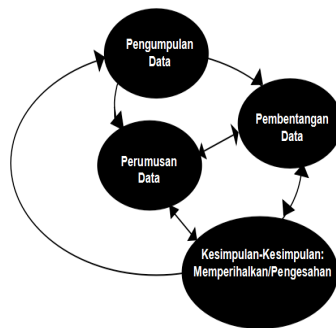 Pengumpulan
Data
Pembentangan
Data
Perumusan
Data
Kesimpulan-Kesimpulan:
Memperihalkan/Pengesahan